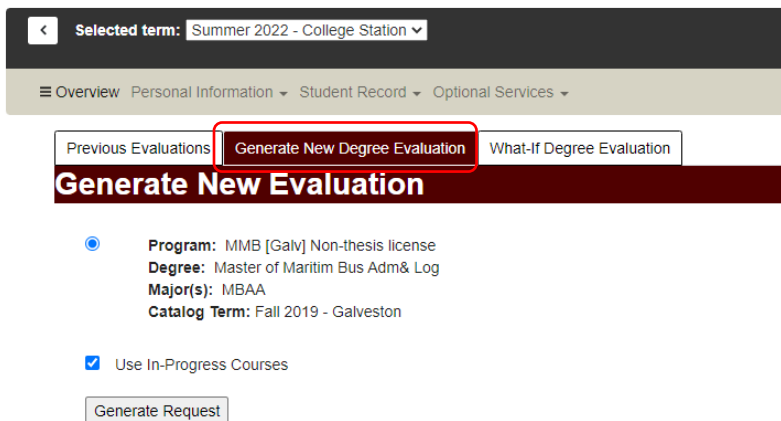 Selected term: Summer 2022 - College Station
Overview Personal Information Student Record Optional Services
Previous Evaluations Generate New Degree Evaluation What-If Degree Evaluation
Generate New Evaluation
Program: MMB [Galv] Non-thesis license
Degree: Master of Maritim Bus Adm& Log
Major(s): MBAA
Catalog Term: Fall 2019 - Galveston
Use In-Progress Courses
Generate Request